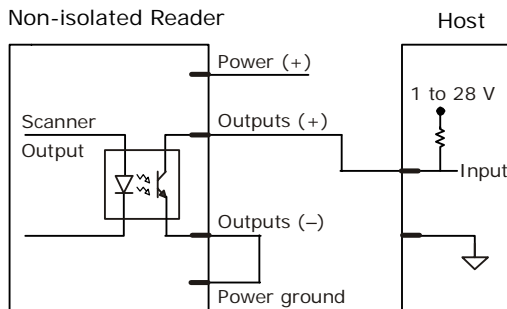 Non-isolated Reader
Host
Power (+)
1 to 28 V
Scanner
Output
Outputs (+)
Input
Outputs (–)
Power ground